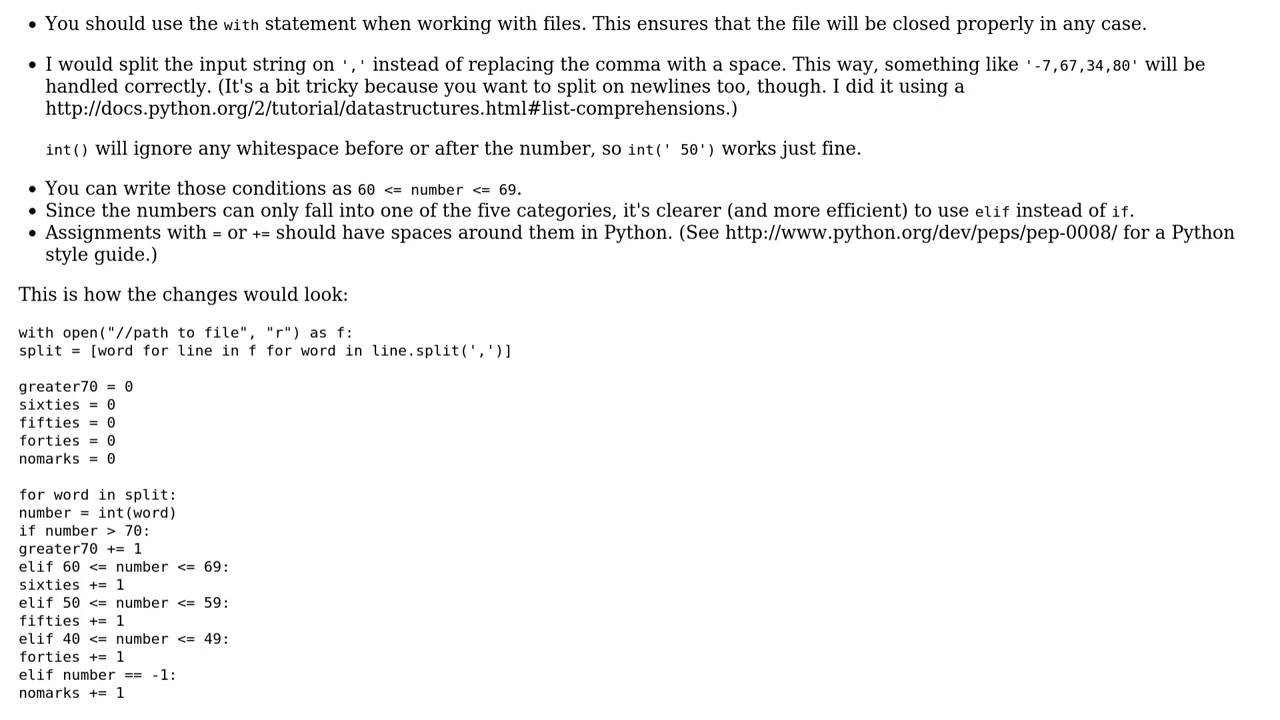 You should use the with statement when working with files. This ensures that the file will be closed properly in any case.
I would split the input string on ',' instead of replacing the comma with a space. This way, something like '-7,67,34,80' will be
handled correctly. (It's a bit tricky because you want to split on newlines too, though. I did it using a
http://docs.python.org/2/tutorial/datastructures.html#list-comprehensions.)
int() will ignore any whitespace before or after the number, so int(' 50') works just fine.
You can write those conditions as 60 <= number <= 69.
Since the numbers can only fall into one of the five categories, it's clearer (and more efficient) to use elif instead of if.
Assignments with = or += should have spaces around them in Python. (See http://www.python.org/dev/peps/pep-0008/ for a Python
style guide.)
This is how the changes would look:
with open("//path to file", "r") as f:
split = [word for line in f for word in line.split(',')]
greater70 = 0
sixties = 0
fifties = 0
forties = 0
nomarks = 0
for word in split:
number = int(word)
if number > 70:
greater70 += 1
elif 60 <= number <= 69:
sixties += 1
elif 50 <= number <= 59:
fifties += 1
elif 40 <= number <= 49:
forties += 1
elif number == -1:
nomarks += 1